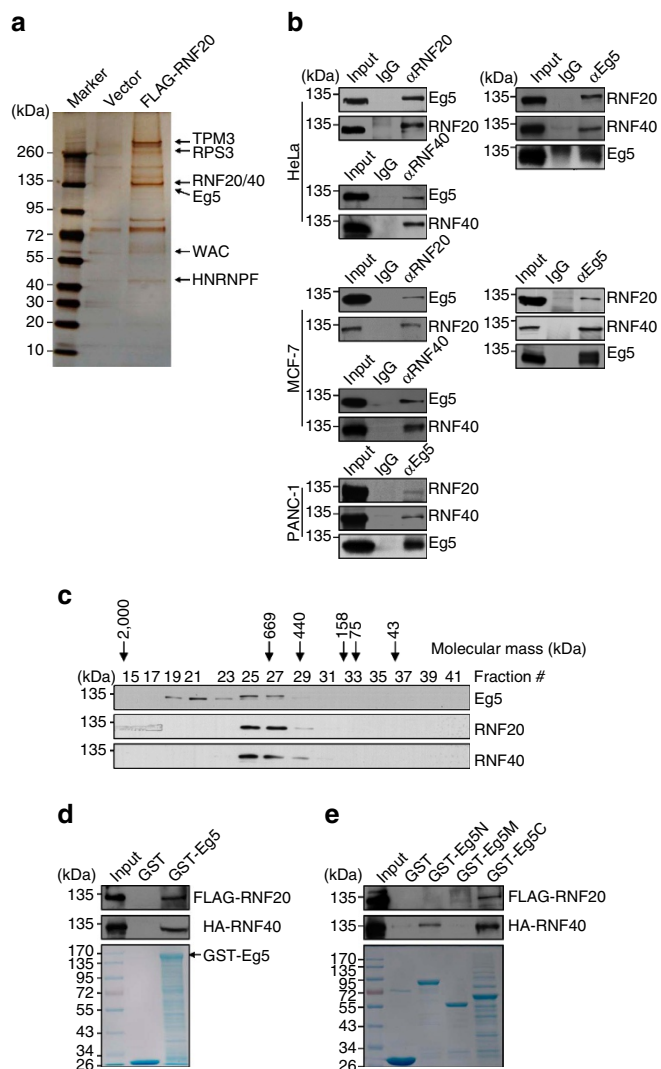 a
(kDa)
Marker
Vector
FLAG-RNF20
260
135
95
72
55
40
30
20
10
TPM3
RPS3
RNF20/40
Eg5
WAC
HNRNPF
b
HeLa
(kDa) Input IgG αRNF20
135 Eg5
135 RNF20
Input IgG αRNF40
135 Eg5
135 RNF40
(kDa) Input IgG αEg5
135 RNF20
135 RNF40
135 Eg5
MCF-7
Input IgG αRNF20
135 Eg5
135 RNF20
Input IgG αRNF40
135 Eg5
135 RNF40
Input IgG αEg5
135 RNF20
135 RNF40
135 Eg5
PANC-1
Input IgG αEg5
135 RNF20
135 RNF40
135 Eg5
c
2,000 669 440 158 75 43 Molecular mass (kDa)
(kDa) 15 17 19 21 23 25 27 29 31 33 35 37 39 41 Fraction #
135 Eg5
135 RNF20
135 RNF40
d
(kDa) Input GST GST-Eg5
135 FLAG-RNF20
135 HA-RNF40
170 GST-Eg5
135
95
72
55
43
34
26
e
(kDa) Input GST GST-Eg5N GST-Eg5M GST-Eg5C
135 FLAG-RNF20
135 HA-RNF40
170
135
95
72
55
43
34
26